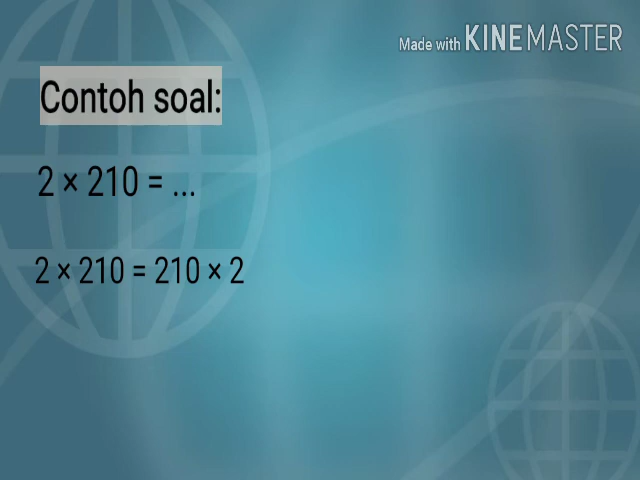 Made with KINEMASTER
Contoh soal:
2 × 210 = ...
2 × 210 = 210 × 2